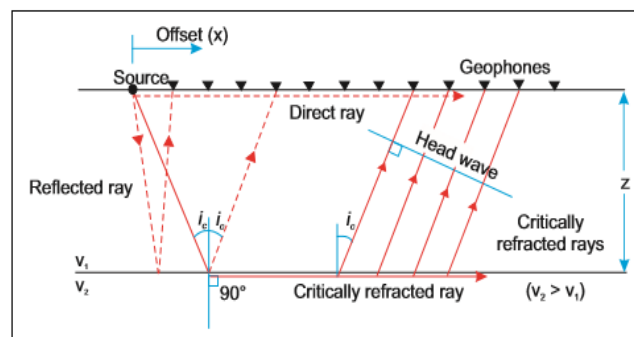 Offset (x)
Source
Geophones
Direct ray
Head wave
Reflected ray
z
i_c i_c
i_c
Critically
refracted rays
v₁
v₂
90°
Critically refracted ray
(v₂ > v₁)